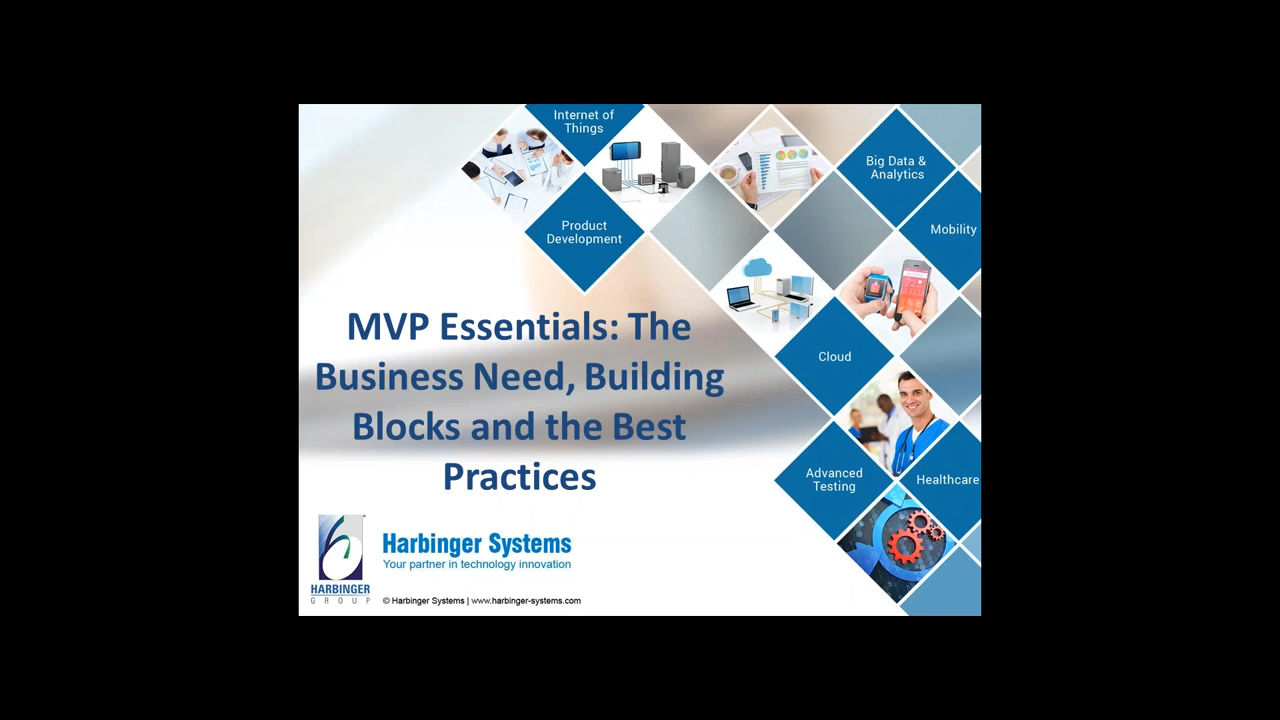 Internet of
Things
Big Data &
Analytics
Product
Development
Mobility
MVP Essentials: The
Business Need, Building
Blocks and the Best
Practices
Cloud
Advanced
Testing
Healthcare
HARBINGER
GROUP
Harbinger Systems
Your partner in technology innovation
© Harbinger Systems | www.harbinger-systems.com